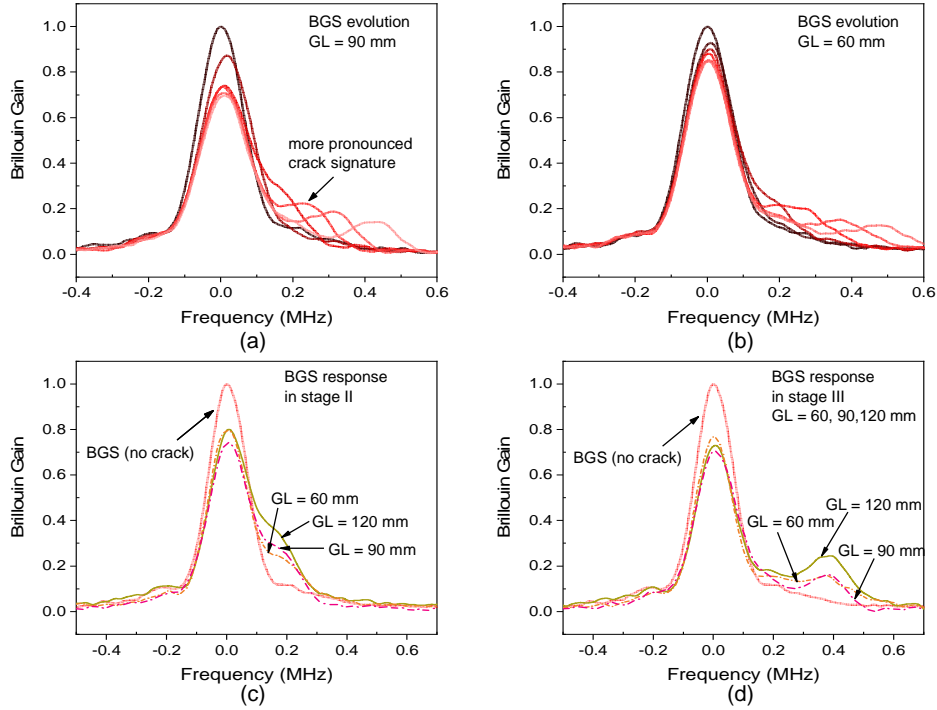 BGS evolution
GL = 90 mm
more pronounced
crack signature
Brillouin Gain
1.0
0.8
0.6
0.4
0.2
0.0
-0.4 -0.2 0.0 0.2 0.4 0.6
Frequency (MHz)
(a)
BGS evolution
GL = 60 mm
Brillouin Gain
1.0
0.8
0.6
0.4
0.2
0.0
-0.4 -0.2 0.0 0.2 0.4 0.6
Frequency (MHz)
(b)
BGS response
in stage II
BGS (no crack)
GL = 60 mm
GL = 120 mm
GL = 90 mm
Brillouin Gain
1.0
0.8
0.6
0.4
0.2
0.0
-0.4 -0.2 0.0 0.2 0.4 0.6
Frequency (MHz)
(c)
BGS response
in stage III
GL = 60, 90,120 mm
BGS (no crack)
GL = 120 mm
GL = 60 mm
GL = 90 mm
Brillouin Gain
1.0
0.8
0.6
0.4
0.2
0.0
-0.4 -0.2 0.0 0.2 0.4 0.6
Frequency (MHz)
(d)